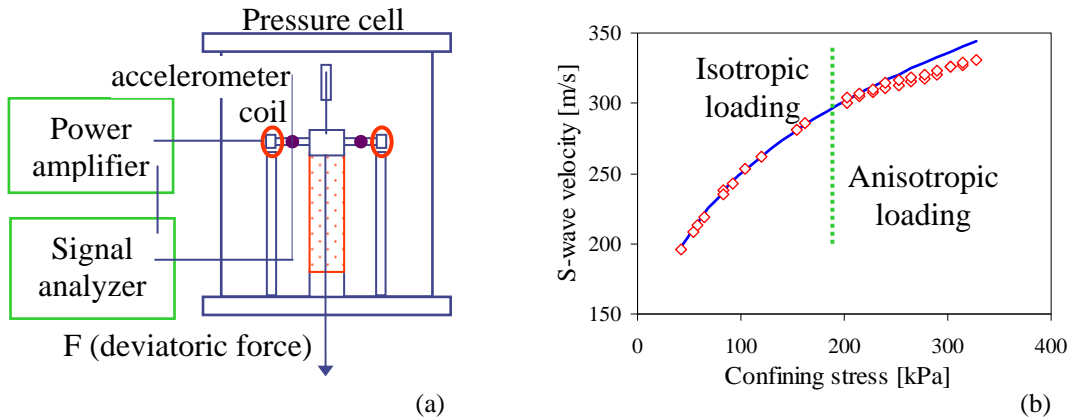 Pressure cell
accelerometer
coil
Power
amplifier
Signal
analyzer
F (deviatoric force)
(a)
S-wave velocity [m/s]
350
300
250
200
150
Isotropic
loading
Anisotropic
loading
0
100
200
300
400
Confining stress [kPa]
(b)